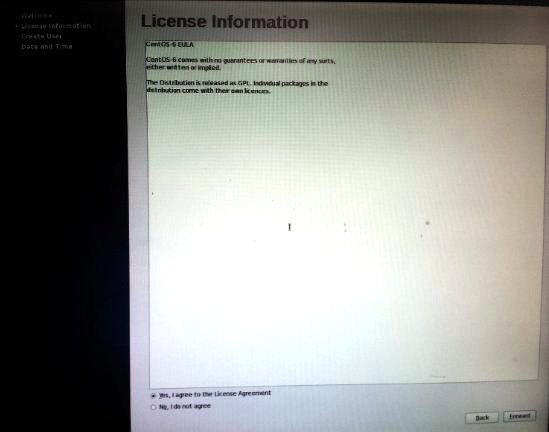 Welcome
License Information
Create User
Date and Time
License Information
CentOS-6 EULA
CentOS-6 comes with no guarantees or warranties of any sorts,
either written or implied.
The Distribution is released as GPL. Individual packages in the
distribution come with their own licences.
Yes, I agree to the License Agreement
No, I do not agree
Back
Forward